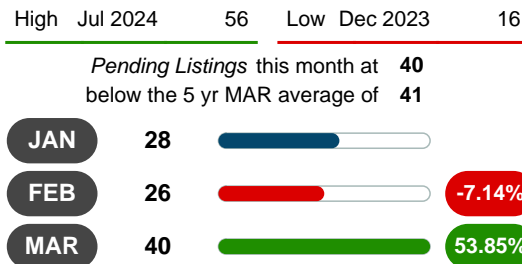 High Jul 2024 56 Low Dec 2023 16
Pending Listings this month at 40
below the 5 yr MAR average of 41
JAN 28
FEB 26 -7.14%
MAR 40 53.85%